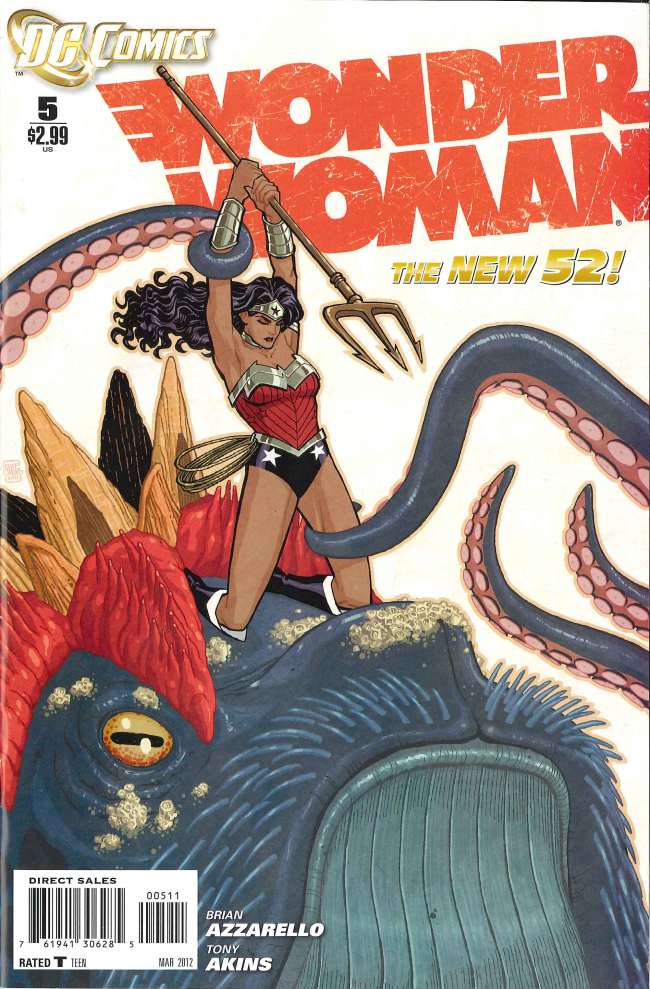 DC COMICS
™
5
$2.99
US
WONDER
WOMAN
®
THE NEW 52!
DIRECT SALES
00511
7 61941 30628 5
RATED T TEEN
MAR 2012
BRIAN
AZZARELLO
TONY
AKINS